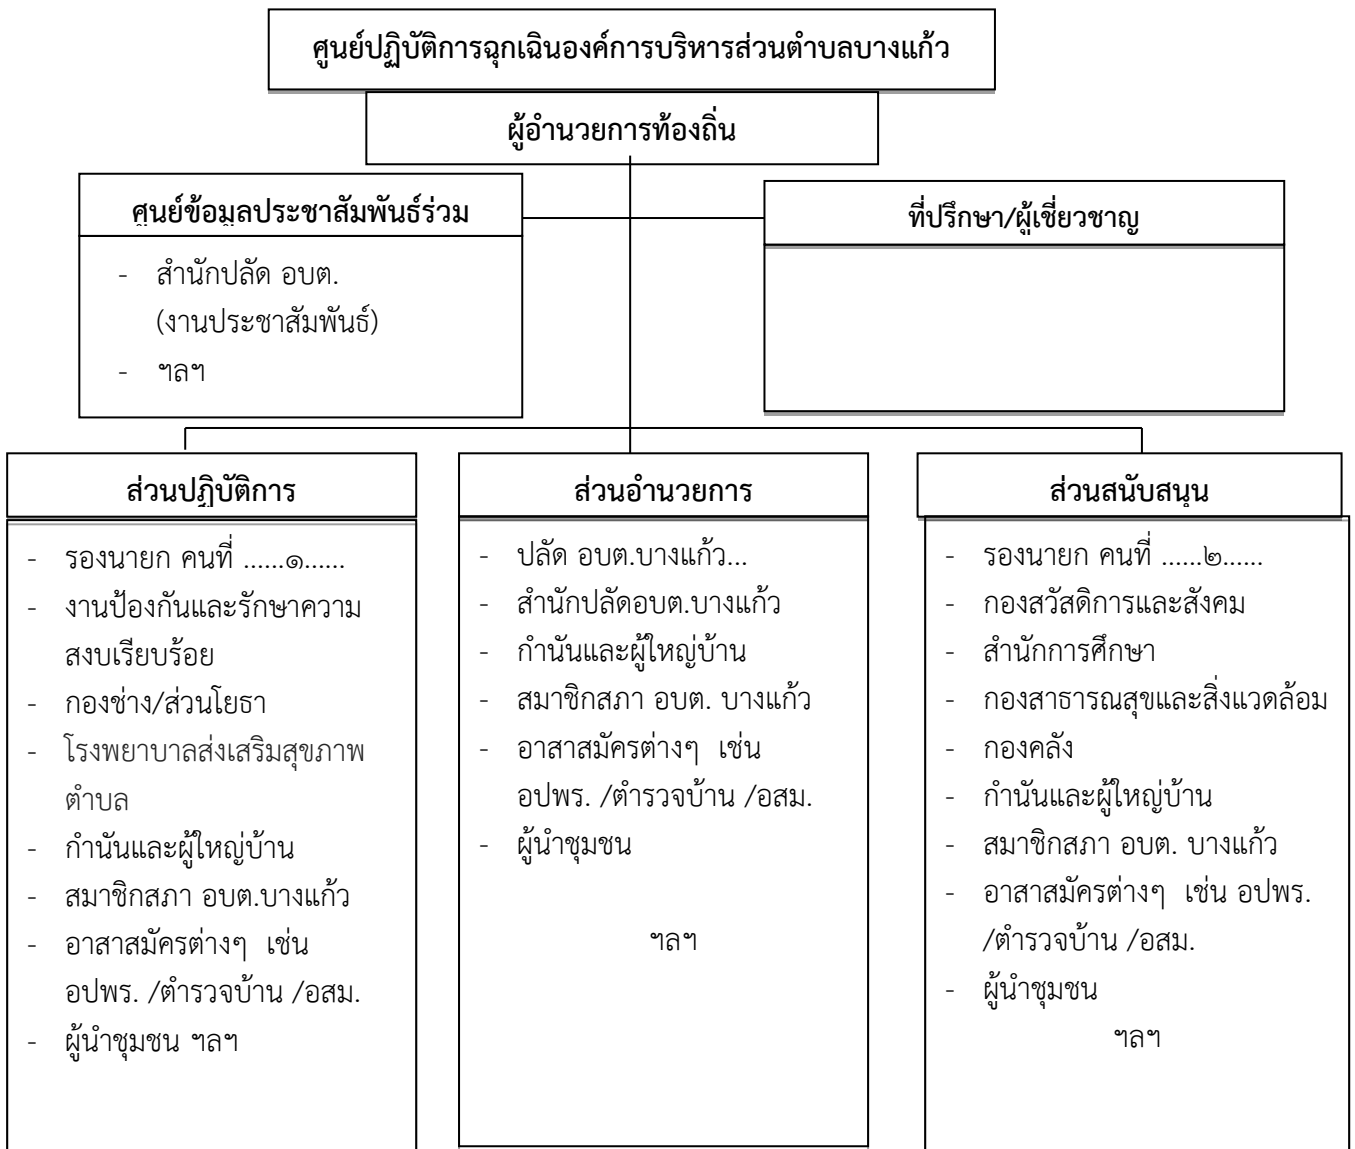 ศูนย์ปฏิบัติการฉุกเฉินองค์การบริหารส่วนตำบลบางแก้ว
ผู้อำนวยการท้องถิ่น
ศูนย์ข้อมูลประชาสัมพันธ์ร่วม
- สำนักปลัด อบต.
(งานประชาสัมพันธ์)
- ฯลฯ
ที่ปรึกษา/ผู้เชี่ยวชาญ
ส่วนปฏิบัติการ
- รองนายก คนที่ ......๑......
- งานป้องกันและรักษาความ
สงบเรียบร้อย
- กองช่าง/ส่วนโยธา
- โรงพยาบาลส่งเสริมสุขภาพ
ตำบล
- กำนันและผู้ใหญ่บ้าน
- สมาชิกสภา อบต.บางแก้ว
- อาสาสมัครต่างๆ เช่น
อปพร. /ตำรวจบ้าน /อสม.
- ผู้นำชุมชน ฯลฯ
ส่วนอำนวยการ
- ปลัด อบต.บางแก้ว...
- สำนักปลัดอบต.บางแก้ว
- กำนันและผู้ใหญ่บ้าน
- สมาชิกสภา อบต. บางแก้ว
- อาสาสมัครต่างๆ เช่น
อปพร. /ตำรวจบ้าน /อสม.
- ผู้นำชุมชน
ฯลฯ
ส่วนสนับสนุน
- รองนายก คนที่ ......๒......
- กองสวัสดิการและสังคม
- สำนักการศึกษา
- กองสาธารณสุขและสิ่งแวดล้อม
- กองคลัง
- กำนันและผู้ใหญ่บ้าน
- สมาชิกสภา อบต. บางแก้ว
- อาสาสมัครต่างๆ เช่น อปพร.
/ตำรวจบ้าน /อสม.
- ผู้นำชุมชน
ฯลฯ